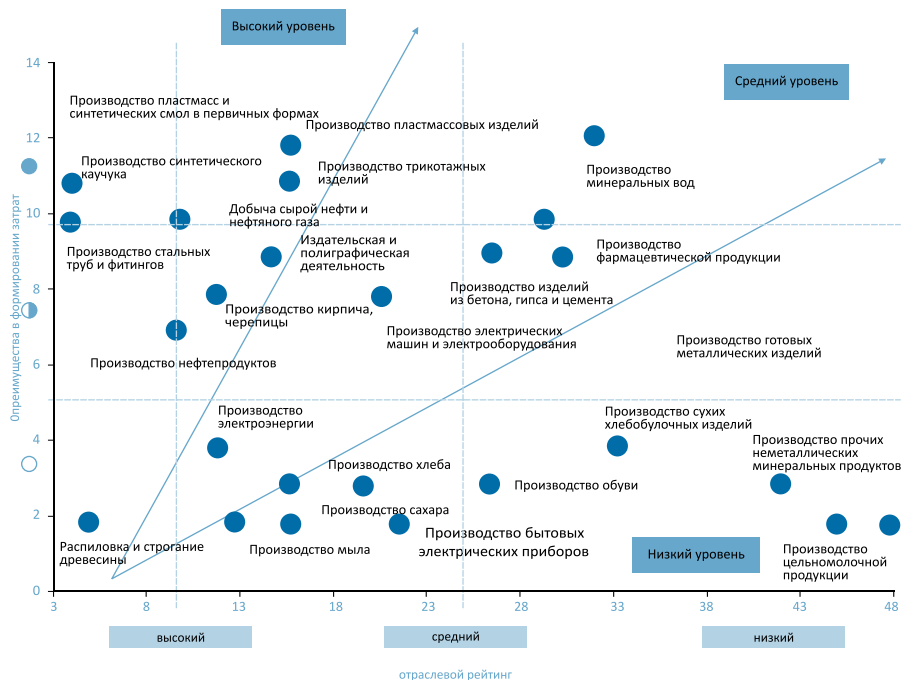 Высокий уровень
Средний уровень
14
Производство пластмасс и
синтетических смол в первичных формах
Производство пластмассовых изделий
12
Производство синтетического
каучука
Производство трикотажных
изделий
Производство
минеральных вод
10
Добыча сырой нефти и
нефтяного газа
Производство стальных
труб и фитингов
Издательская и
полиграфическая
деятельность
Производство
фармацевтической продукции
8
Производство изделий
из бетона, гипса и цемента
Производство кирпича,
черепицы
Производство электрических
машин и электрооборудования
Производство готовых
металлических изделий
6
Производство нефтепродуктов
Производство
электроэнергии
Производство сухих
хлебобулочных изделий
4
Производство прочих
неметаллических
минеральных продуктов
Производство хлеба
Производство обуви
2
Производство сахара
Производство бытовых
электрических приборов
Распиловка и строгание
древесины
Производство мыла
Низкий уровень
Производство
цельномолочной
продукции
0
0преимущества в формировании затрат
3 8 13 18 23 28 33 38 43 48
высокий
средний
низкий
отраслевой рейтинг